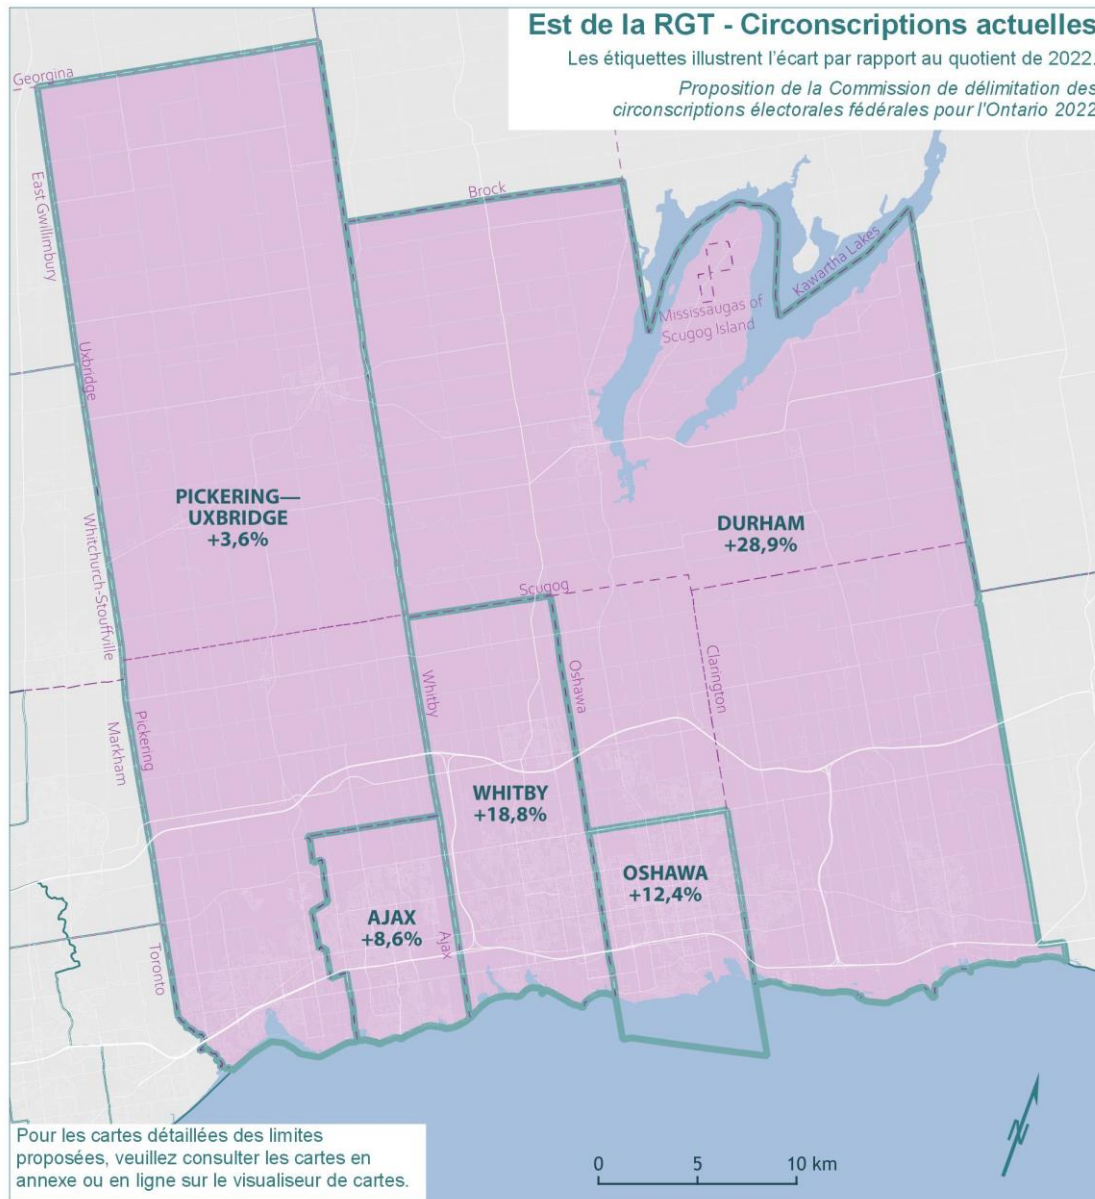 Est de la RGT - Circonscriptions actuelles
Les étiquettes illustrent l'écart par rapport au quotient de 2022.
Proposition de la Commission de délimitation des
circonscriptions électorales fédérales pour l'Ontario 2022
Georgina
East Gwillimbury
Brock
Kawartha Lakes
Mississaugas of
Scugog Island
Uxbridge
PICKERING—
UXBRIDGE
+3,6%
DURHAM
+28,9%
Whitchurch-Stouffville
Scugog
Whitby
Oshawa
Clarington
Pickering
Markham
WHITBY
+18,8%
OSHAWA
+12,4%
AJAX
+8,6%
Ajax
Toronto
Pour les cartes détaillées des limites
proposées, veuillez consulter les cartes en
annexe ou en ligne sur le visualiseur de cartes.
0 5 10 km
N